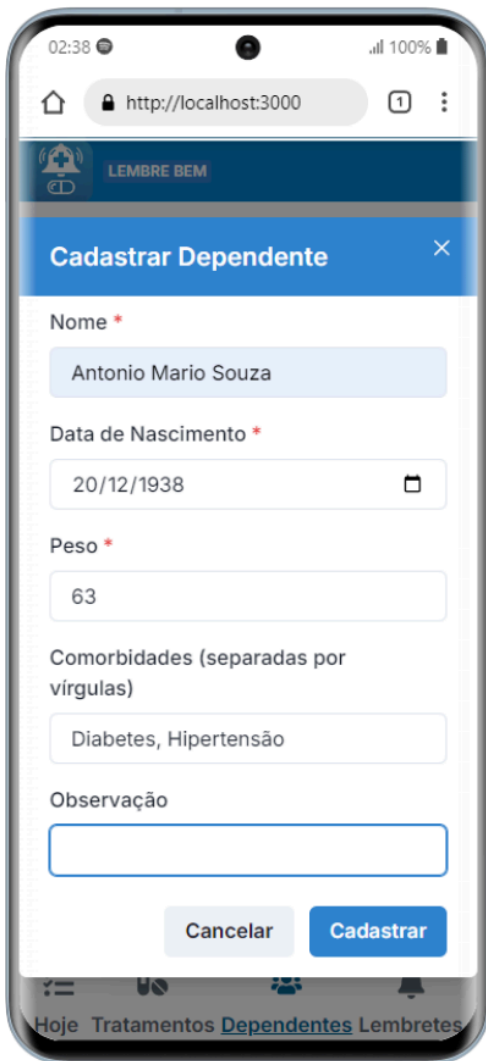 02:38
100%
http://localhost:3000
1
LEMBRE BEM
Cadastrar Dependente
Nome *
Antonio Mario Souza
Data de Nascimento *
20/12/1938
Peso *
63
Comorbidades (separadas por
vírgulas)
Diabetes, Hipertensão
Observação
Cancelar
Cadastrar
Hoje Tratamentos Dependentes Lembretes